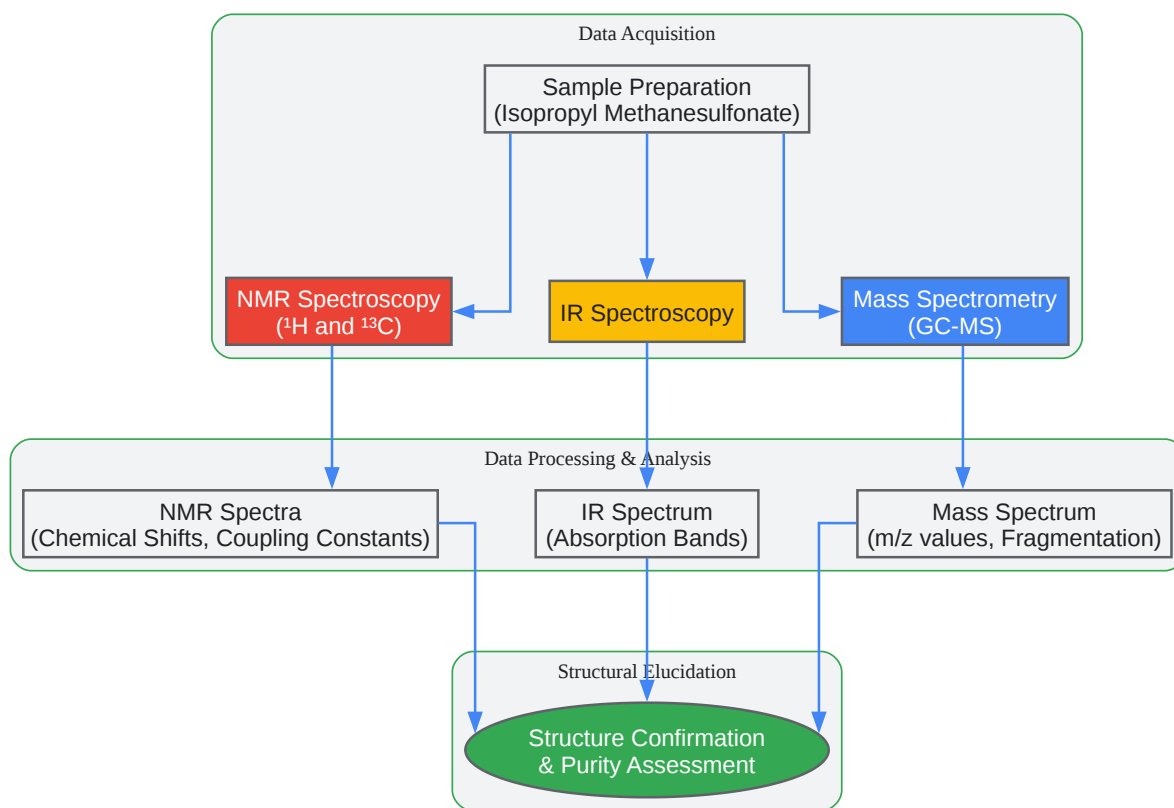 Data Acquisition
Sample Preparation
(Isopropyl Methanesulfonate)
NMR Spectroscopy
(¹H and ¹³C)
IR Spectroscopy
Mass Spectrometry
(GC-MS)
Data Processing & Analysis
NMR Spectra
(Chemical Shifts, Coupling Constants)
IR Spectrum
(Absorption Bands)
Mass Spectrum
(m/z values, Fragmentation)
Structural Elucidation
Structure Confirmation
& Purity Assessment